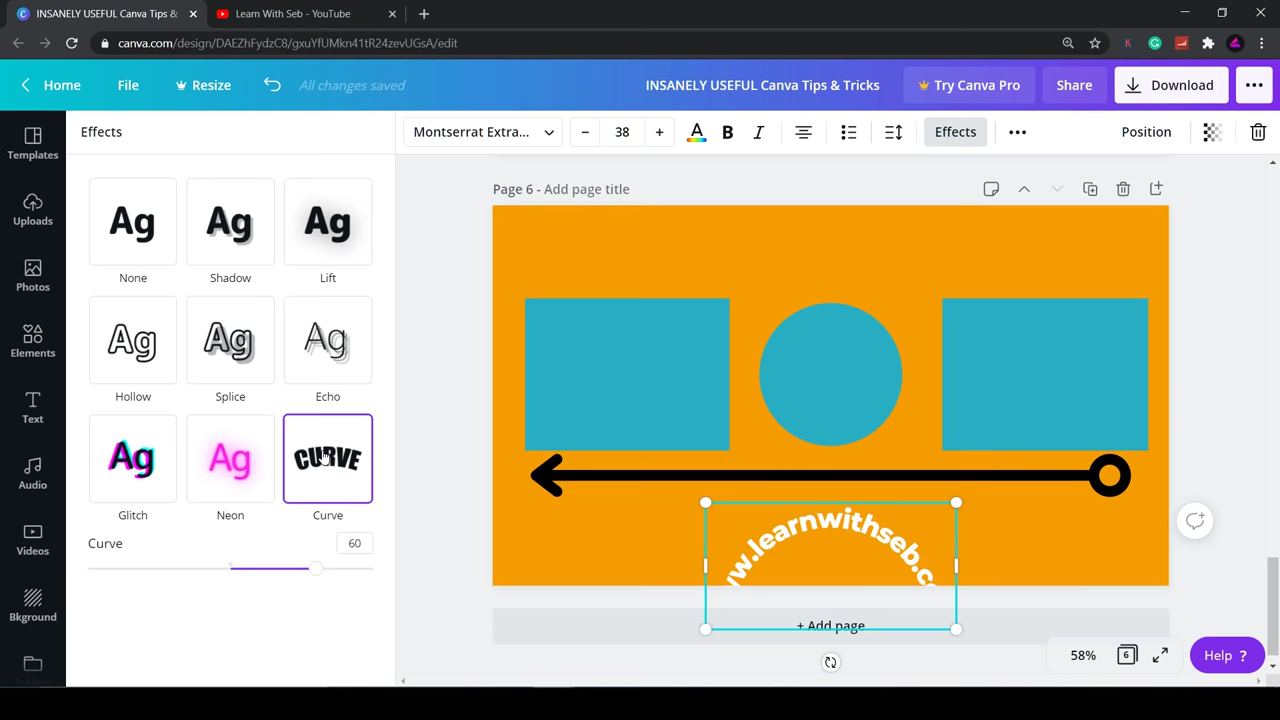 INSANELY USEFUL Canva Tips &
Learn With Seb - YouTube
canva.com/design/DAEZhFydzC8/gxuYfUMkn41tR24zevUGsA/edit
Home File Resize All changes saved INSANELY USEFUL Canva Tips & Tricks Try Canva Pro Share Download
Effects
Montserrat Extra... 38 A B I Effects Position
Templates
Uploads
Photos
Elements
Text
Audio
Videos
Bkground
Ag Ag Ag
None Shadow Lift
Ag Ag Ag
Hollow Splice Echo
Ag Ag CURVE
Glitch Neon Curve
Curve 60
Page 6 - Add page title
ww.learnwithseb.co
+ Add page
58% 6 Help ?